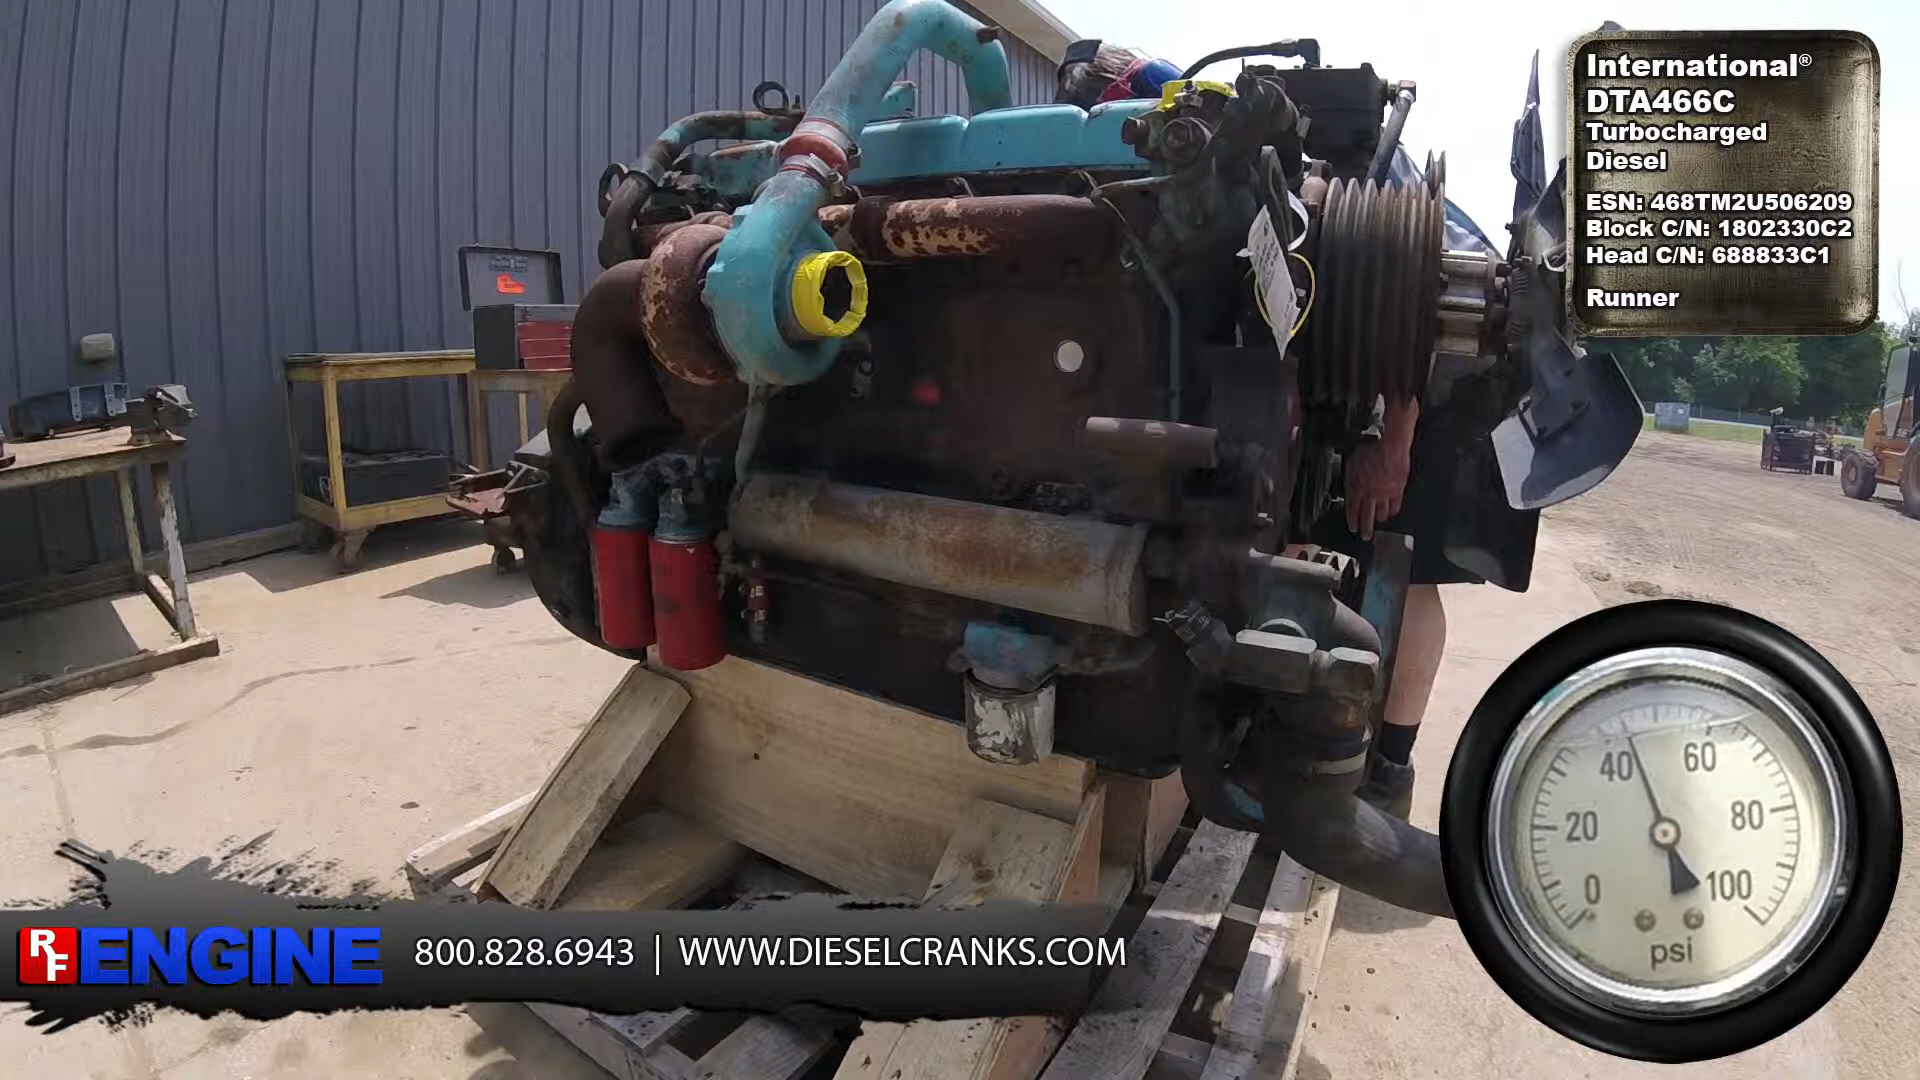 International®
DTA466C
Turbocharged
Diesel
ESN: 468TM2U506209
Block C/N: 1802330C2
Head C/N: 688833C1
Runner
40 60
20 80
0 100
psi
RF ENGINE 800.828.6943 | WWW.DIESELCRANKS.COM